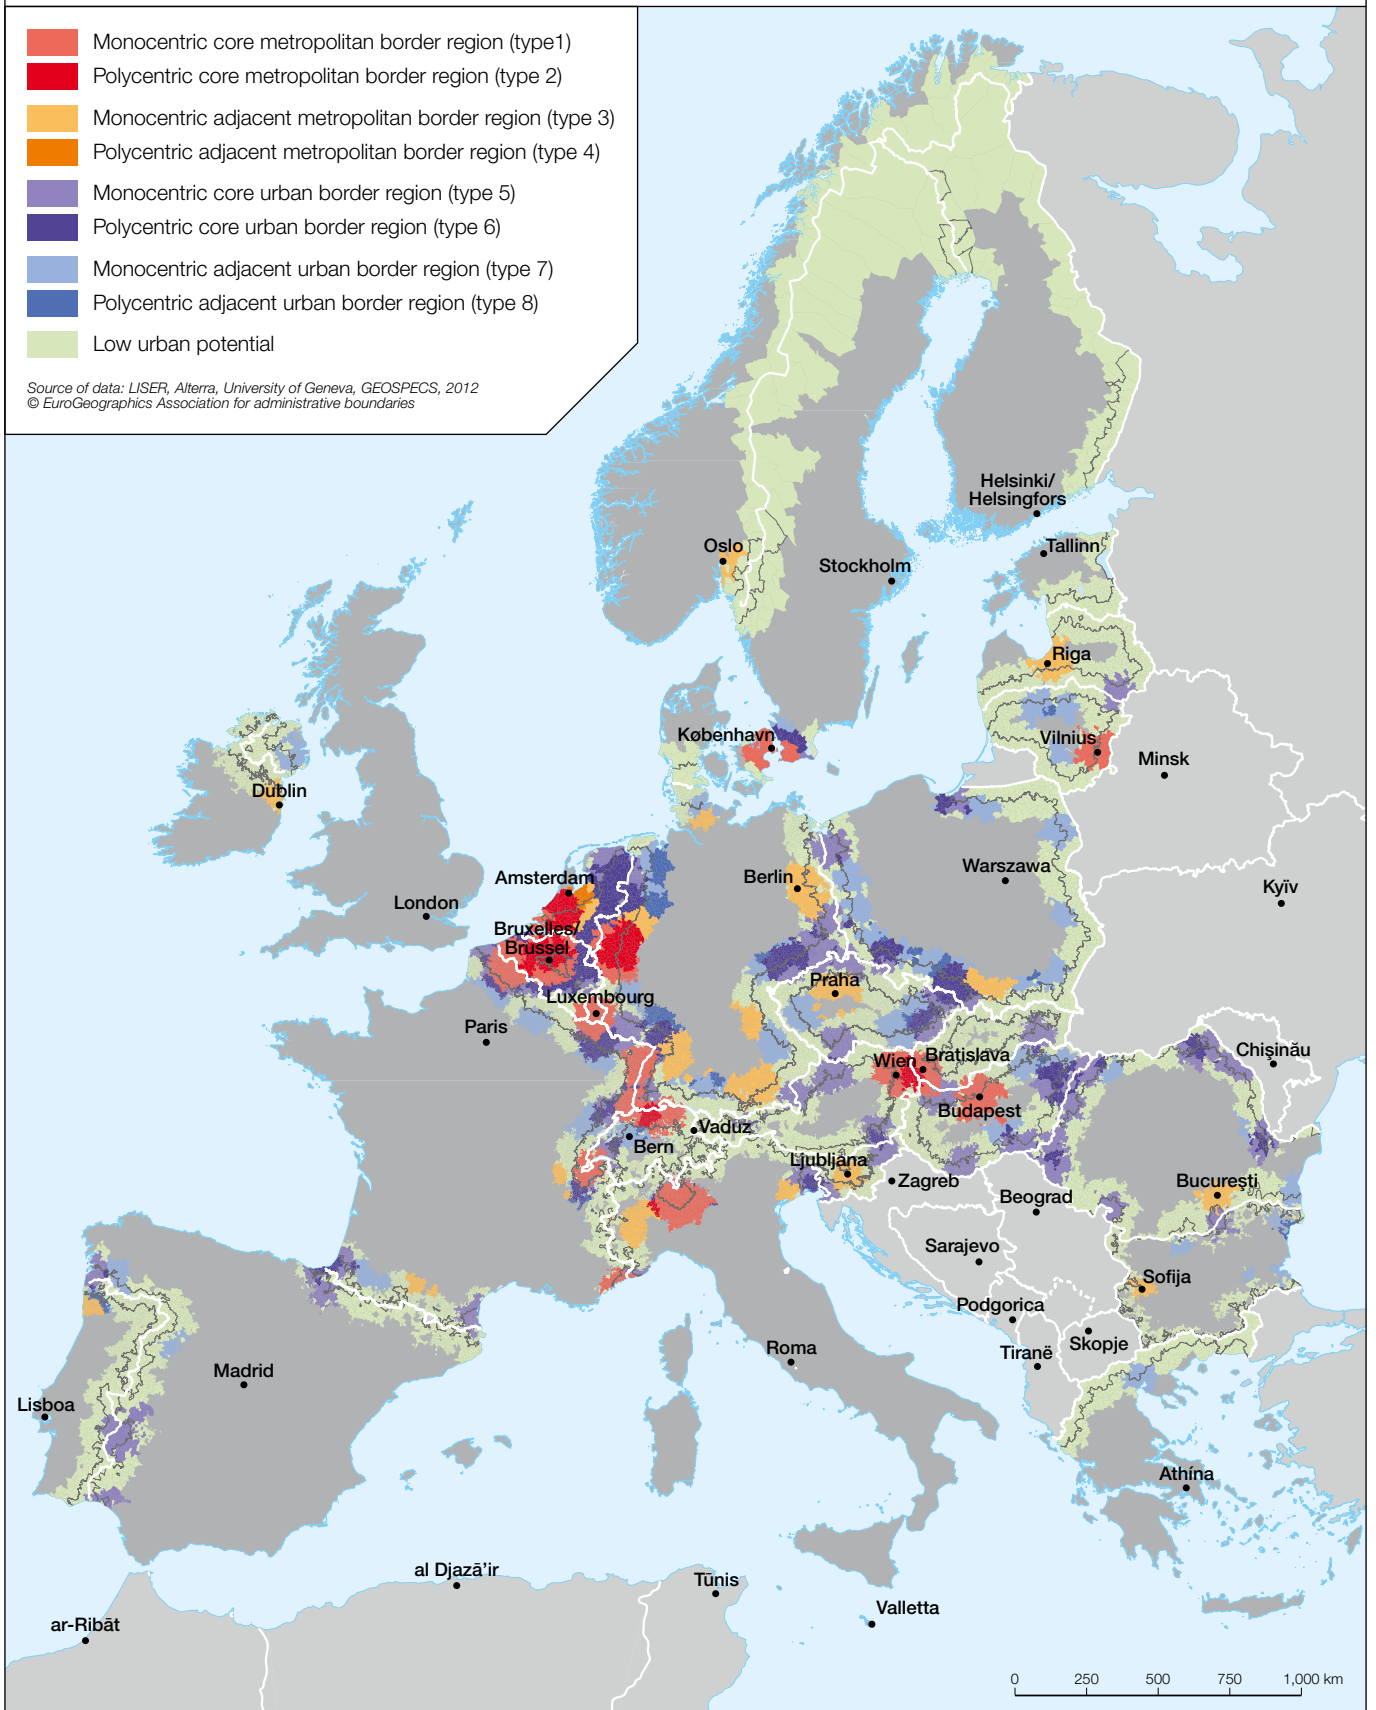 Monocentric core metropolitan border region (type1)
Polycentric core metropolitan border region (type 2)
Monocentric adjacent metropolitan border region (type 3)
Polycentric adjacent metropolitan border region (type 4)
Monocentric core urban border region (type 5)
Polycentric core urban border region (type 6)
Monocentric adjacent urban border region (type 7)
Polycentric adjacent urban border region (type 8)
Low urban potential
Source of data: LISER, Alterra, University of Geneva, GEOSPECS, 2012
© EuroGeographics Association for administrative boundaries
Helsinki/
Helsingfors
Oslo
Tallinn
Stockholm
Riga
København
Vilnius
Minsk
Dublin
Warszawa
Amsterdam
Berlin
Kyïv
London
Bruxelles/
Brussel
Praha
Luxembourg
Paris
Wien
Bratislava
Chişinău
Budapest
Vaduz
Bern
Ljubljana
Zagreb
Bucureşti
Beograd
Sarajevo
Sofija
Podgorica
Skopje
Roma
Tiranë
Madrid
Lisboa
Athína
al Djazā'ir
Tūnis
Valletta
ar-Ribāt
0 250 500 750 1,000 km